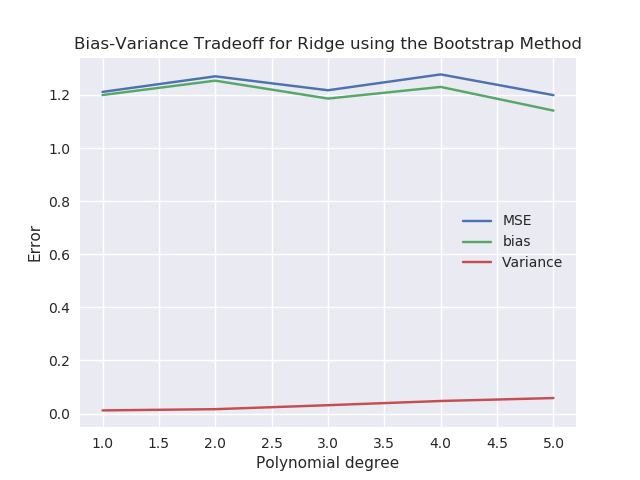 Bias-Variance Tradeoff for Ridge using the Bootstrap Method
1.2
1.0
0.8
0.6
0.4
0.2
0.0
Error
MSE
bias
Variance
1.0 1.5 2.0 2.5 3.0 3.5 4.0 4.5 5.0
Polynomial degree